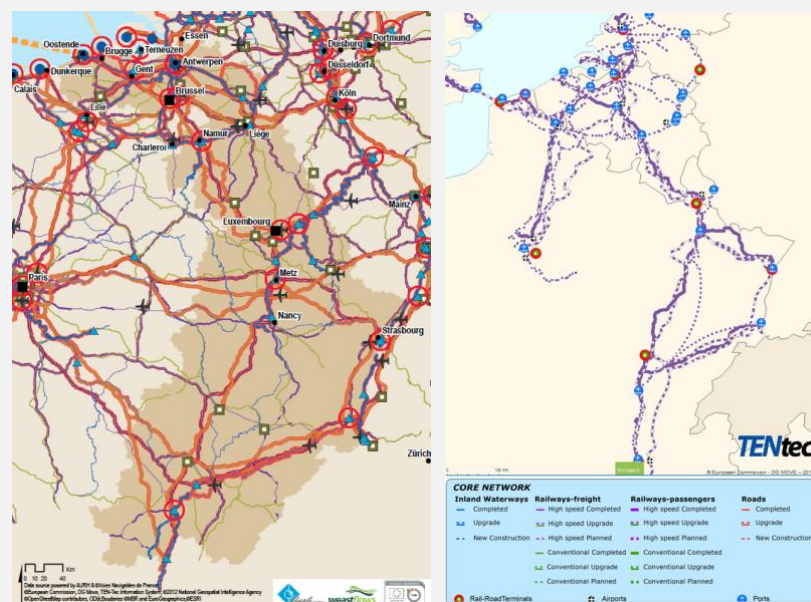 Essen
Dortmund
Oostende
Duisburg
Brugge
Terneuzen
Dunkerque
Gent
Antwerpen
Düsseldorf
Calais
Brussel
Köln
Lille
Namur
Liège
Charleroi
Mainz
Luxembourg
Metz
Paris
Nancy
Strasbourg
Zürich
Km
0 10 20 40
TENtec
CORE NETWORK
Inland Waterways
Completed
Upgrade
New Construction
Railways-freight
High speed Completed
High speed Upgrade
High speed Planned
Conventional Completed
Conventional Upgrade
Conventional Planned
Railways-passengers
High speed Completed
High speed Upgrade
High speed Planned
Conventional Completed
Conventional Upgrade
Conventional Planned
Roads
Completed
Upgrade
New Construction
Rail-RoadTerminals
Airports
Ports